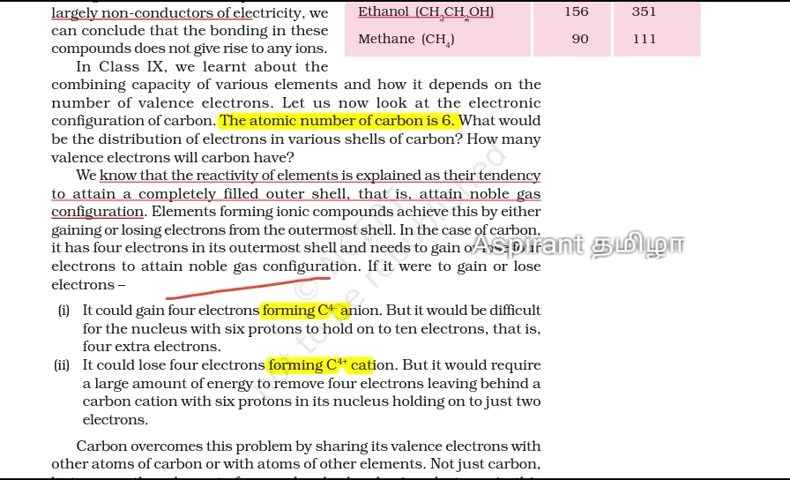 largely non-conductors of electricity, we
can conclude that the bonding in these
compounds does not give rise to any ions.
Ethanol (CH3CH2OH) 156 351
Methane (CH4) 90 111
In Class IX, we learnt about the
combining capacity of various elements and how it depends on the
number of valence electrons. Let us now look at the electronic
configuration of carbon. The atomic number of carbon is 6. What would
be the distribution of electrons in various shells of carbon? How many
valence electrons will carbon have?
We know that the reactivity of elements is explained as their tendency
to attain a completely filled outer shell, that is, attain noble gas
configuration. Elements forming ionic compounds achieve this by either
gaining or losing electrons from the outermost shell. In the case of carbon,
it has four electrons in its outermost shell and needs to gain or lose four
electrons to attain noble gas configuration. If it were to gain or lose
electrons –
Aspirant தமிழா
(i) It could gain four electrons forming C4– anion. But it would be difficult
for the nucleus with six protons to hold on to ten electrons, that is,
four extra electrons.
(ii) It could lose four electrons forming C4+ cation. But it would require
a large amount of energy to remove four electrons leaving behind a
carbon cation with six protons in its nucleus holding on to just two
electrons.
Carbon overcomes this problem by sharing its valence electrons with
other atoms of carbon or with atoms of other elements. Not just carbon,
© NCERT
not to be republished